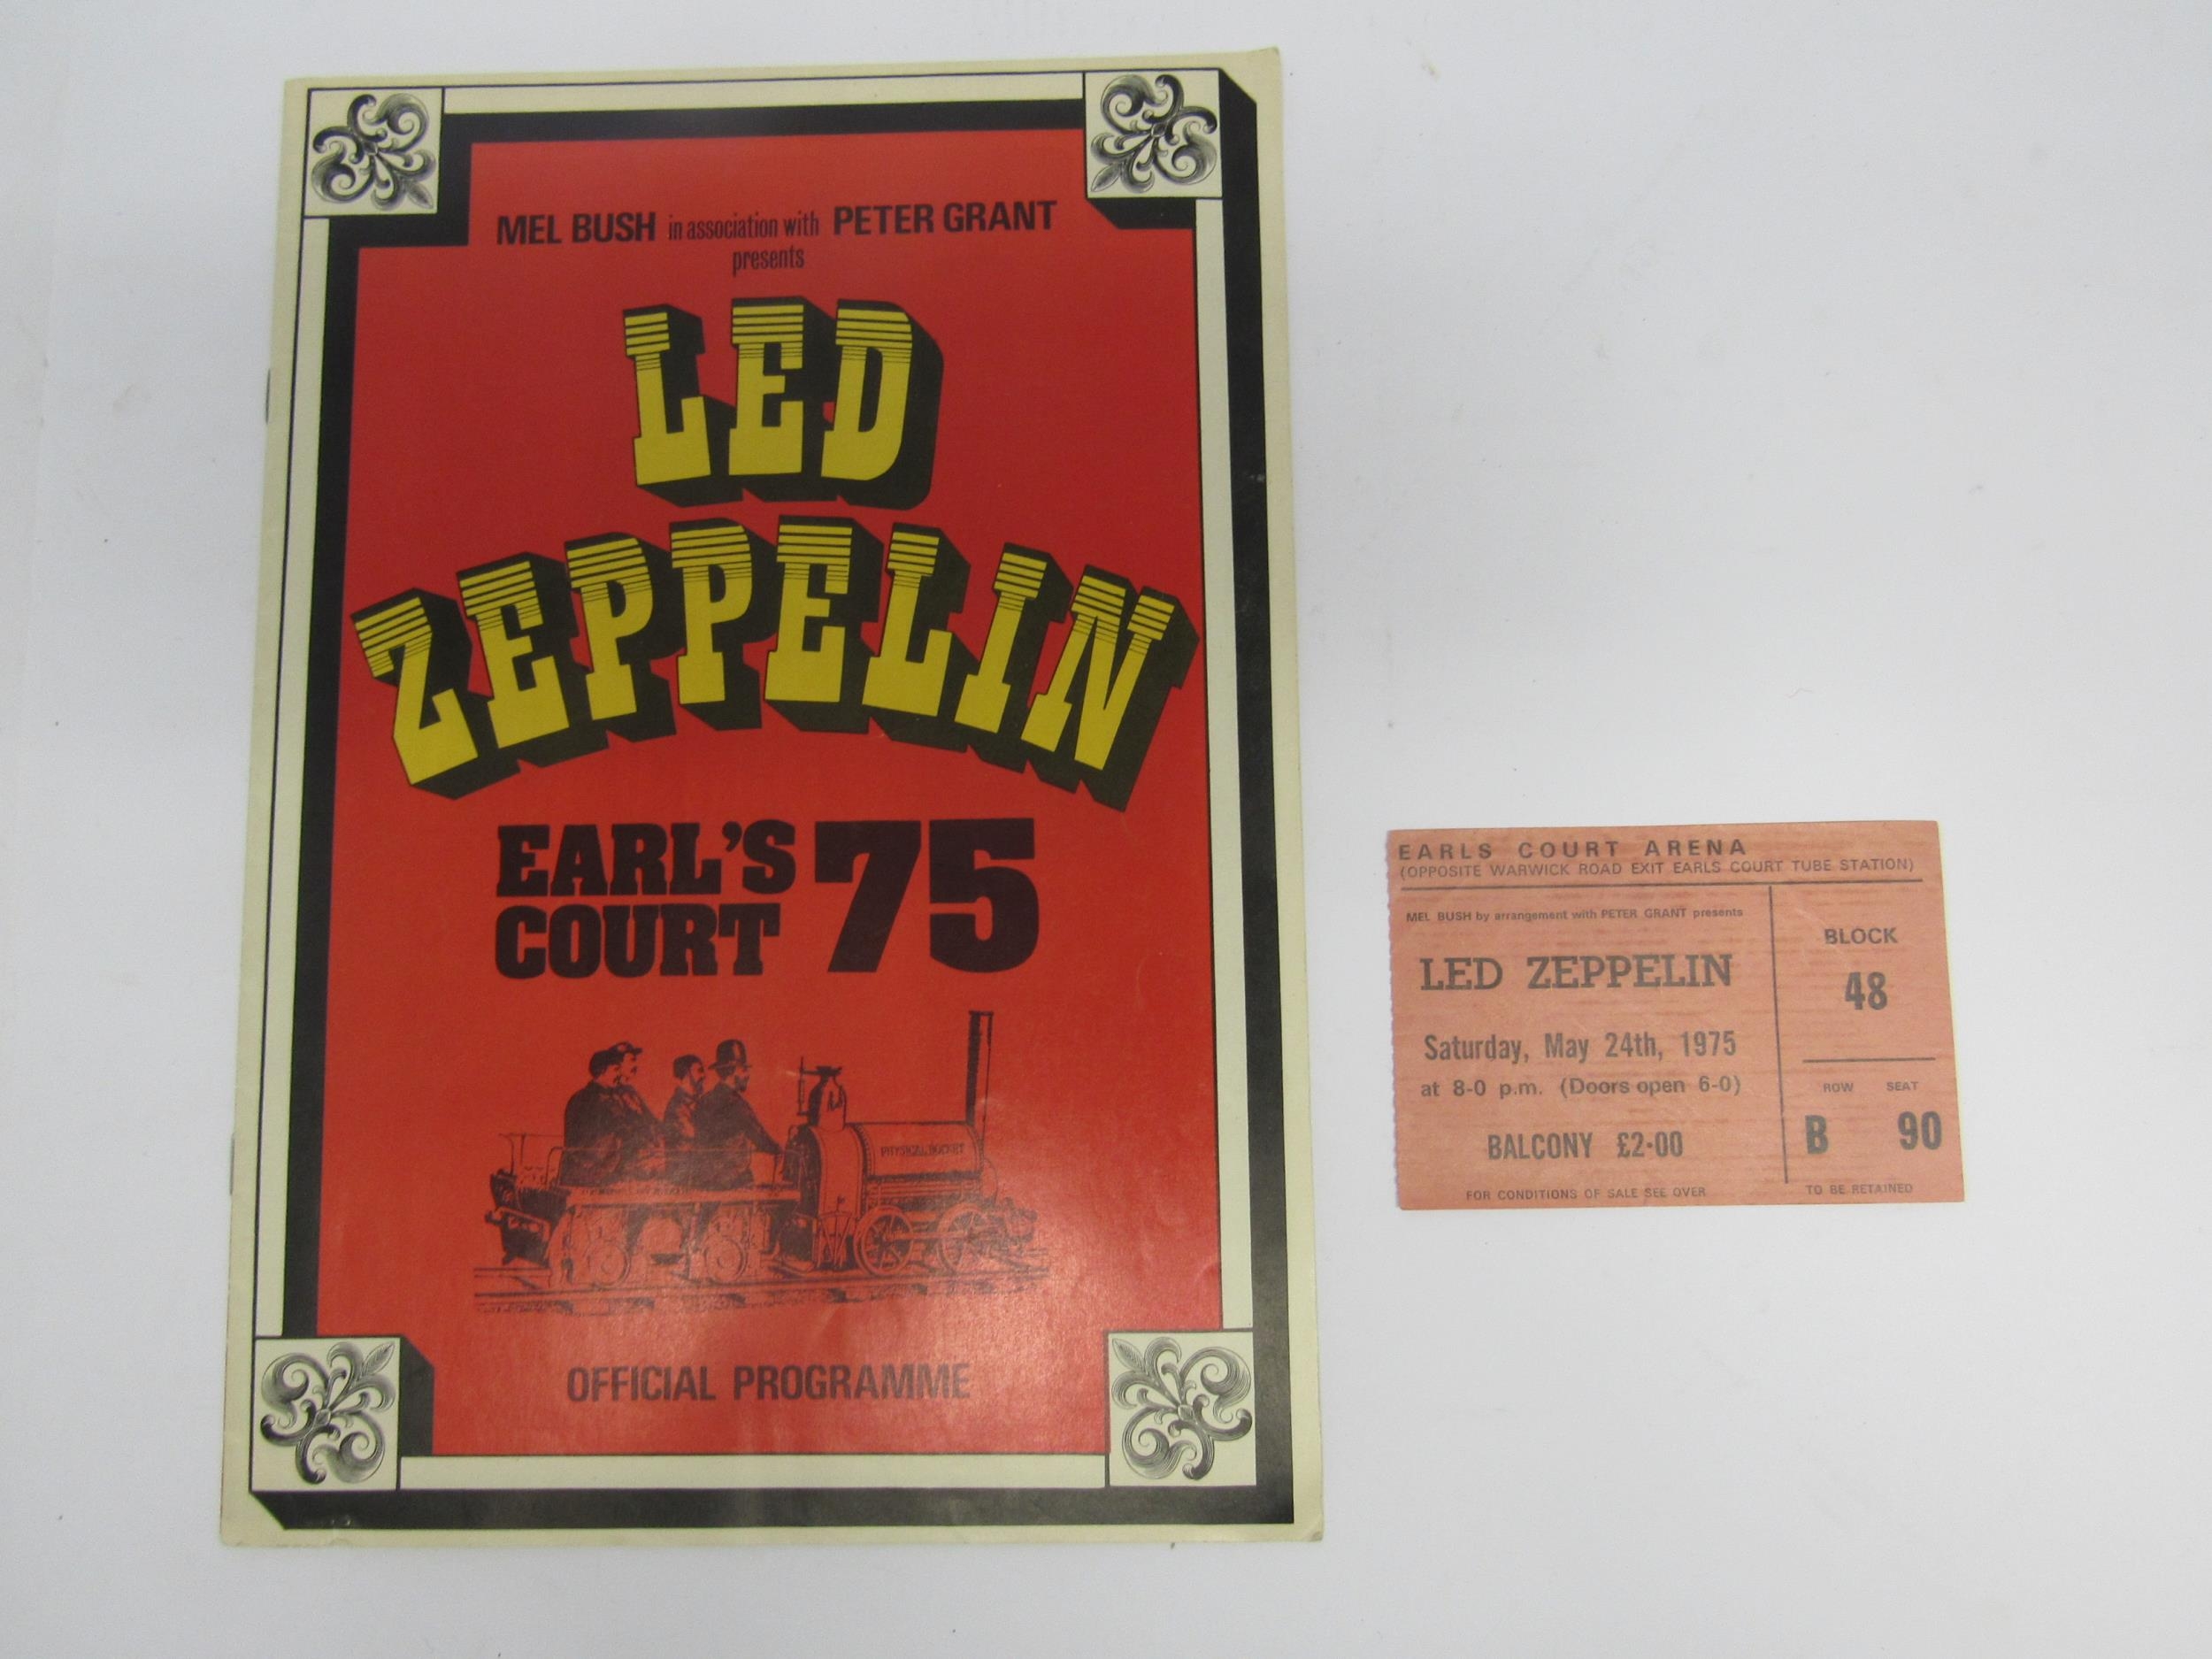 MEL BUSH in association with PETER GRANT
presents
LED
ZEPPELIN
EARL'S
COURT 75
PHYSICAL ROCKET
OFFICIAL PROGRAMME
EARLS COURT ARENA
(OPPOSITE WARWICK ROAD EXIT EARLS COURT TUBE STATION)
MEL BUSH by arrangement with PETER GRANT presents
LED ZEPPELIN
Saturday, May 24th, 1975
at 8-0 p.m. (Doors open 6-0)
BALCONY £2·00
FOR CONDITIONS OF SALE SEE OVER
BLOCK
48
ROW SEAT
B 90
TO BE RETAINED